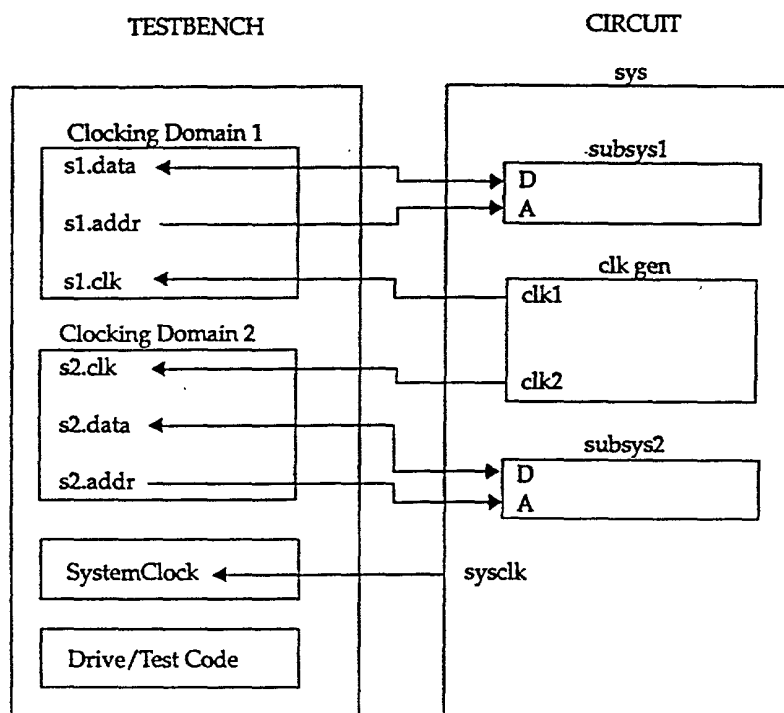 TESTBENCH
CIRCUIT
sys
Clocking Domain 1
s1.data
s1.addr
s1.clk
Clocking Domain 2
s2.clk
s2.data
s2.addr
SystemClock
Drive/Test Code
subsys1
D
A
clk gen
clk1
clk2
subsys2
D
A
sysclk